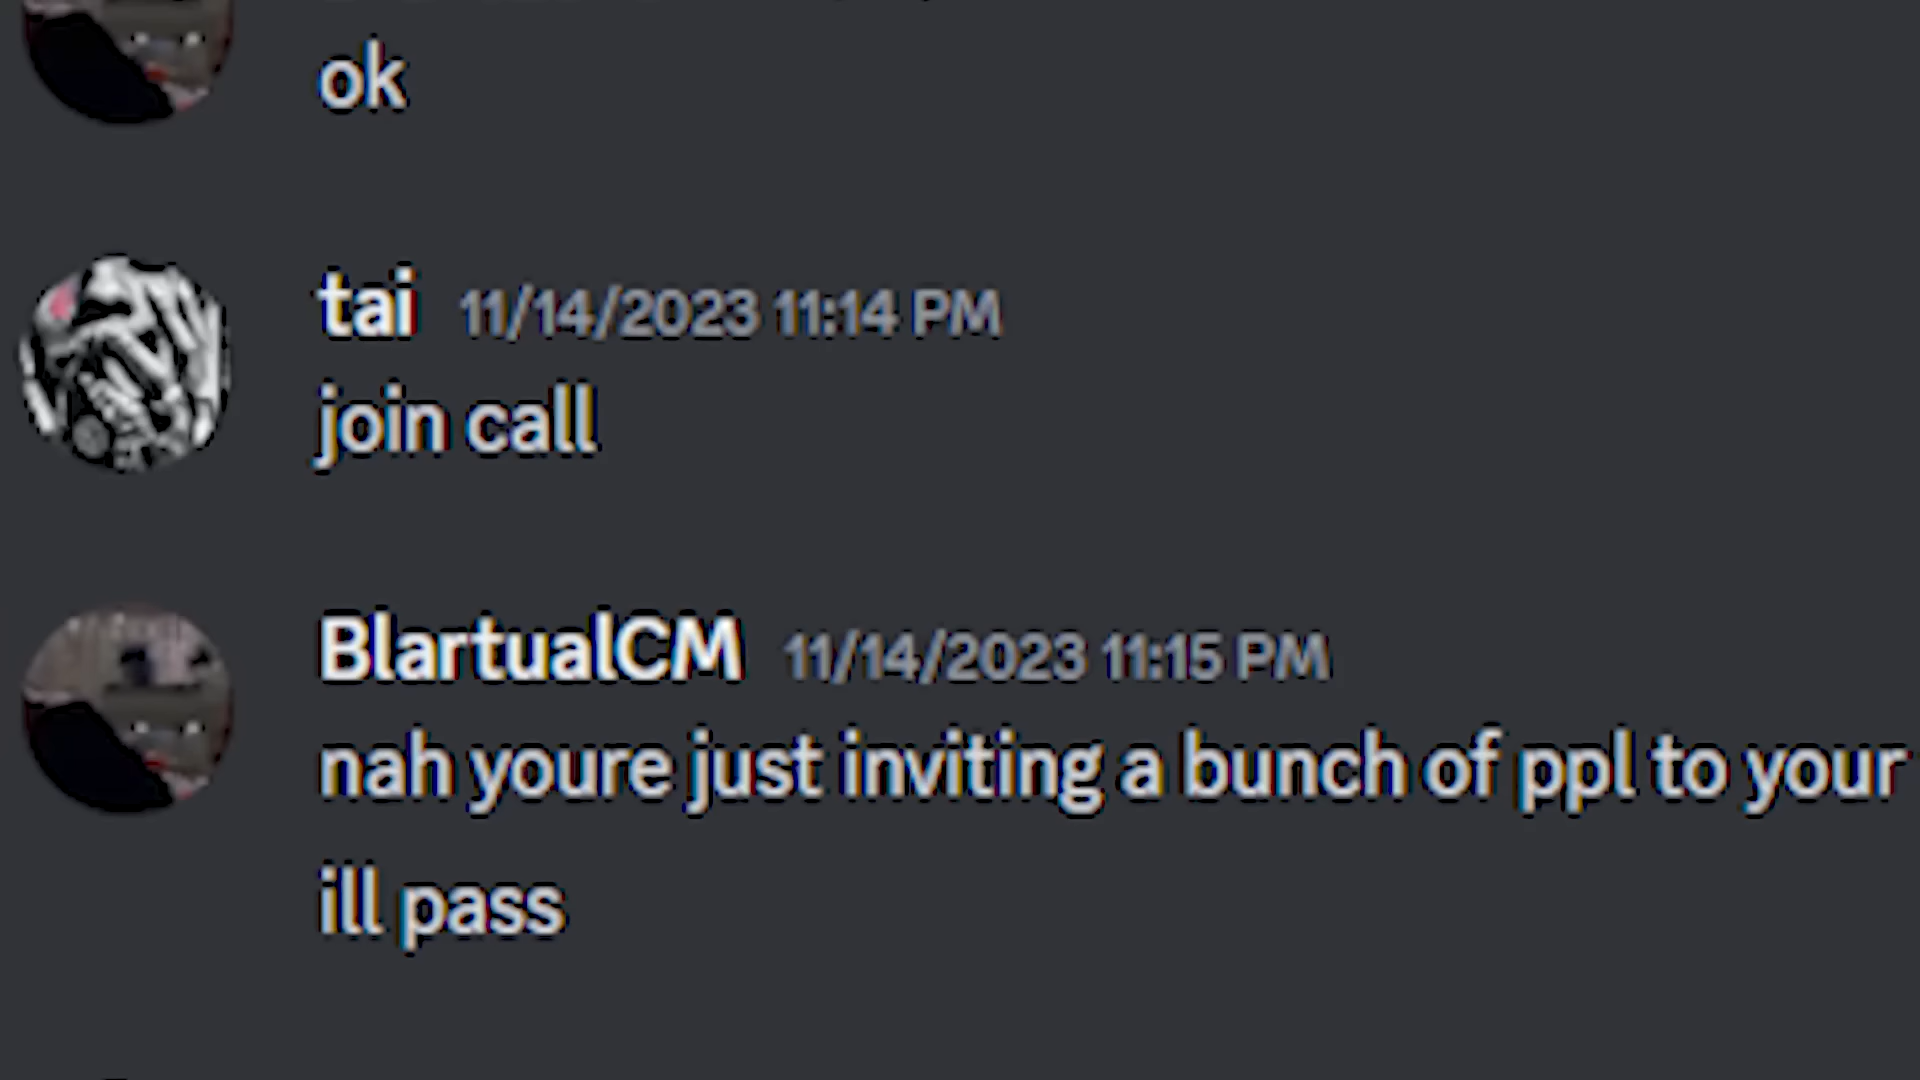 ok
tai 11/14/2023 11:14 PM
join call
BlartualCM 11/14/2023 11:15 PM
nah youre just inviting a bunch of ppl to your
ill pass